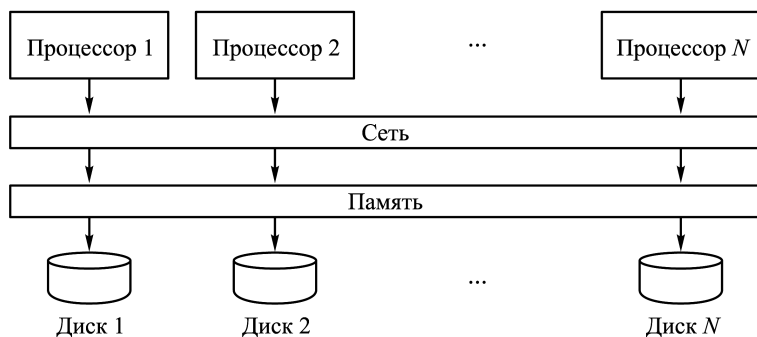 Процессор 1 Процессор 2 ... Процессор N
Сеть
Память
...
Диск 1 Диск 2 Диск N